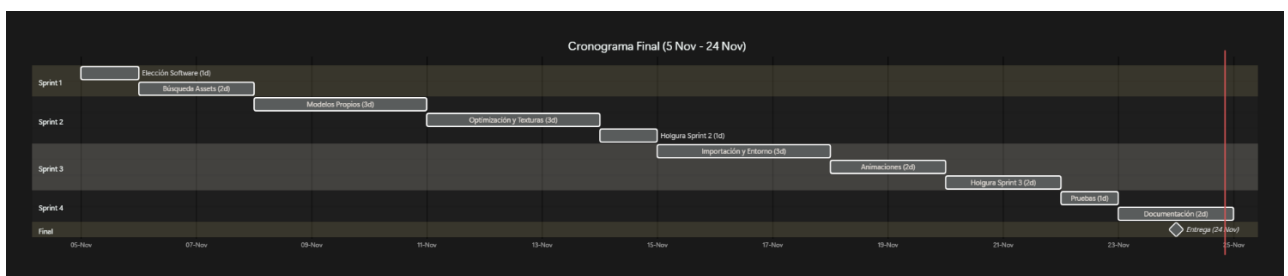 Cronograma Final (5 Nov - 24 Nov)
Sprint 1
Elección Software (1d)
Búsqueda Assets (2d)
Sprint 2
Modelos Propios (3d)
Optimización y Texturas (3d)
Holgura Sprint 2 (1d)
Sprint 3
Importación y Entorno (3d)
Animaciones (2d)
Holgura Sprint 3 (2d)
Sprint 4
Pruebas (1d)
Documentación (2d)
Final
Entrega (24 Nov)
05-Nov 07-Nov 09-Nov 11-Nov 13-Nov 15-Nov 17-Nov 19-Nov 21-Nov 23-Nov 25-Nov